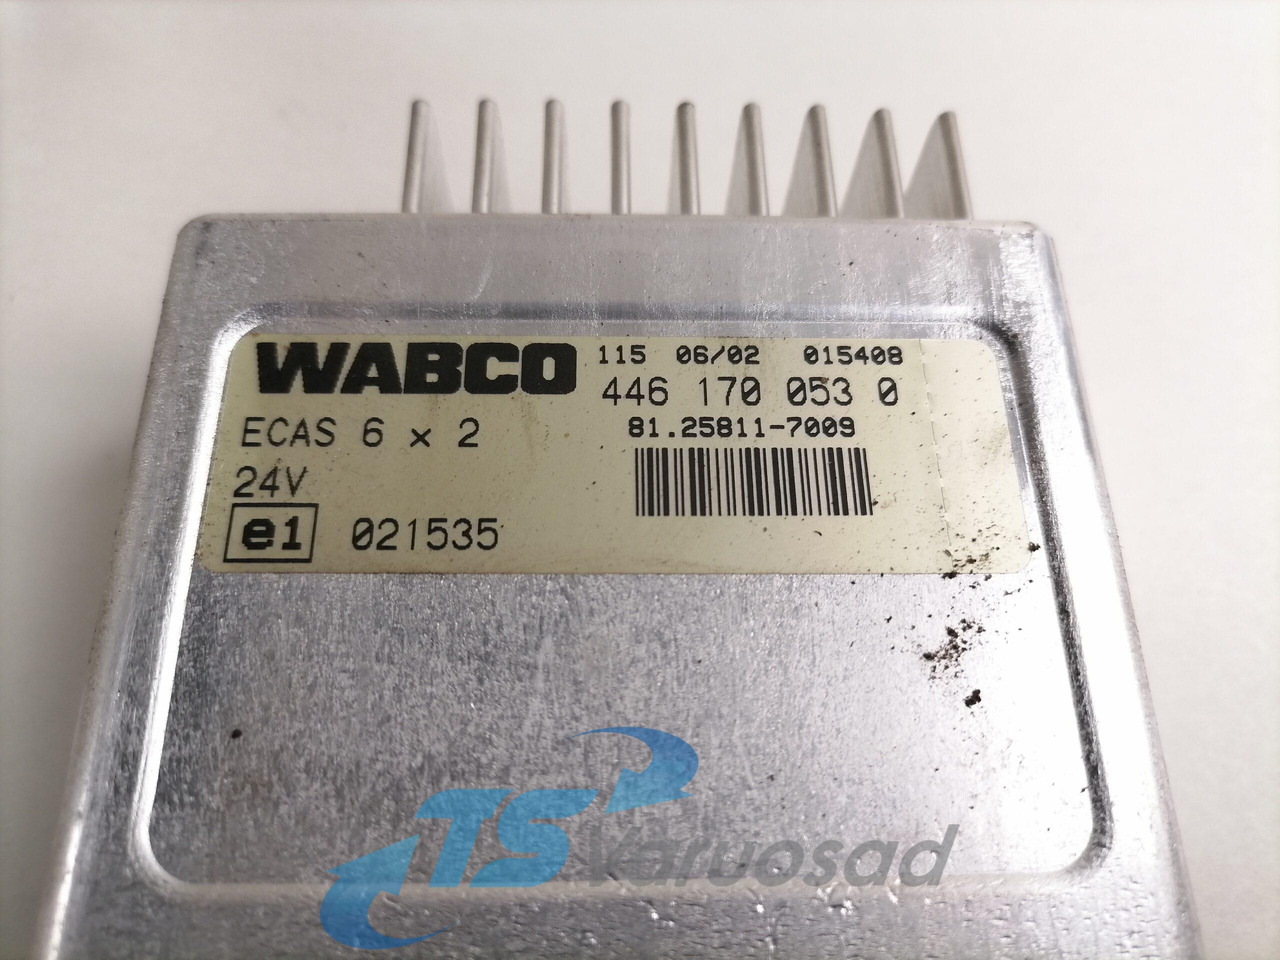 WABCO 115 06/02 015408
446 170 053 0
ECAS 6 x 2 81.25811-7009
24V
e1 021535
TS Varuosad